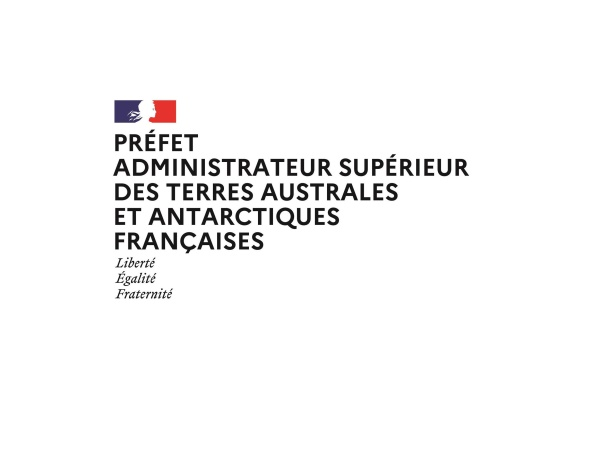 PRÉFET
ADMINISTRATEUR SUPÉRIEUR
DES TERRES AUSTRALES
ET ANTARCTIQUES
FRANÇAISES
Liberté
Égalité
Fraternité